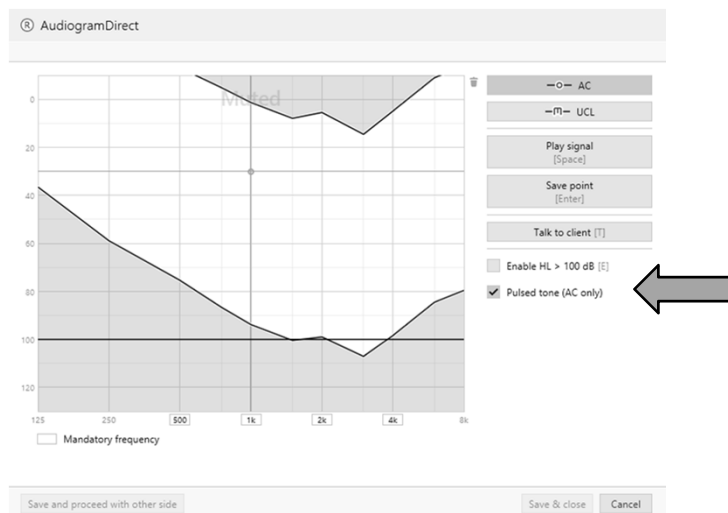 ® AudiogramDirect
Muted
0
20
40
60
80
100
120
125 250 500 1k 2k 4k 8k
Mandatory frequency
AC
UCL
Play signal
[Space]
Save point
[Enter]
Talk to client [T]
Enable HL > 100 dB [E]
Pulsed tone (AC only)
Save and proceed with other side
Save & close
Cancel